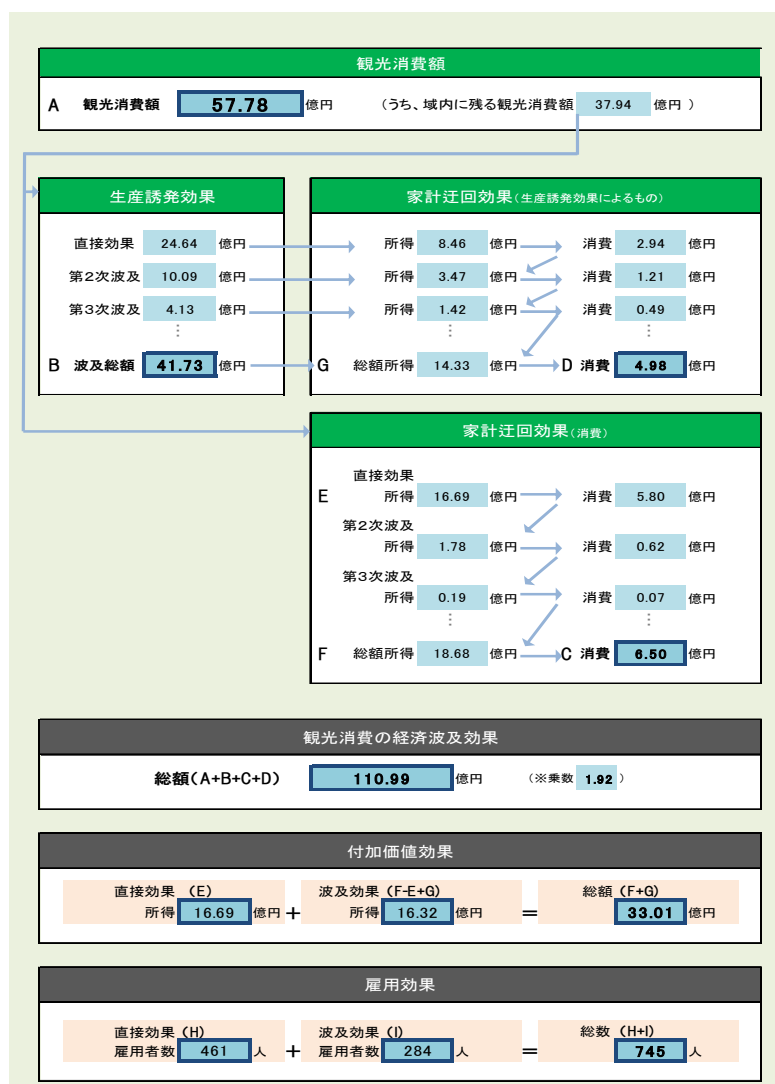 観光消費額
A 観光消費額 57.78 億円 (うち、域内に残る観光消費額 37.94 億円 )
生産誘発効果
直接効果 24.64 億円
第2次波及 10.09 億円
第3次波及 4.13 億円
⋮
B 波及総額 41.73 億円
家計迂回効果(生産誘発効果によるもの)
所得 8.46 億円 消費 2.94 億円
所得 3.47 億円 消費 1.21 億円
所得 1.42 億円 消費 0.49 億円
⋮ ⋮
G 総額所得 14.33 億円 D 消費 4.98 億円
家計迂回効果(消費)
直接効果
E 所得 16.69 億円 消費 5.80 億円
第2次波及
所得 1.78 億円 消費 0.62 億円
第3次波及
所得 0.19 億円 消費 0.07 億円
⋮ ⋮
F 総額所得 18.68 億円 C 消費 6.50 億円
観光消費の経済波及効果
総額(A+B+C+D) 110.99 億円 (※乗数 1.92 )
付加価値効果
直接効果 (E) 波及効果 (F-E+G) 総額 (F+G)
所得 16.69 億円 + 所得 16.32 億円 = 33.01 億円
雇用効果
直接効果 (H) 波及効果 (I) 総数 (H+I)
雇用者数 461 人 + 雇用者数 284 人 = 745 人